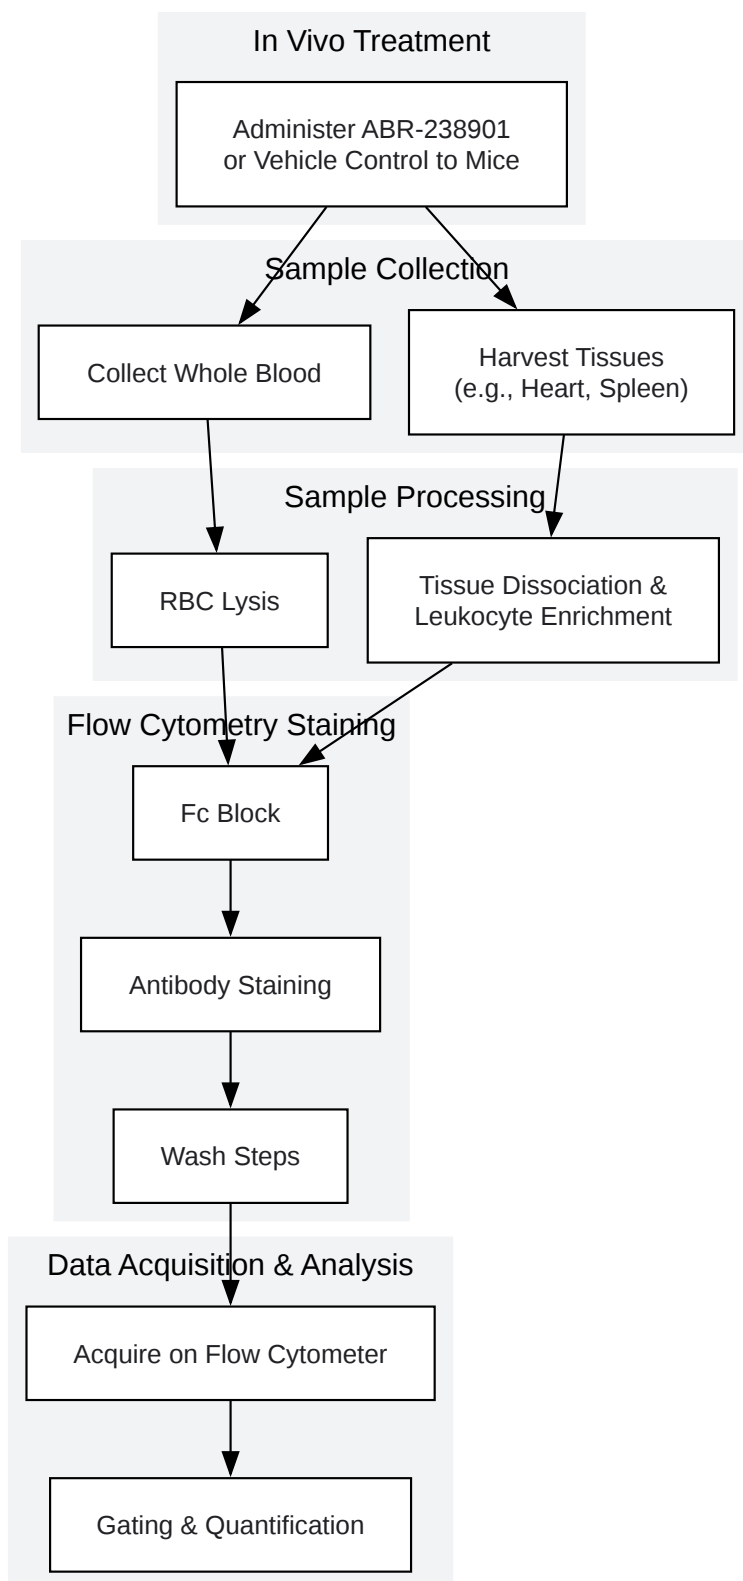 In Vivo Treatment
Administer ABR-238901
or Vehicle Control to Mice
Sample Collection
Collect Whole Blood
Harvest Tissues
(e.g., Heart, Spleen)
Sample Processing
RBC Lysis
Tissue Dissociation &
Leukocyte Enrichment
Flow Cytometry Staining
Fc Block
Antibody Staining
Wash Steps
Data Acquisition & Analysis
Acquire on Flow Cytometer
Gating & Quantification